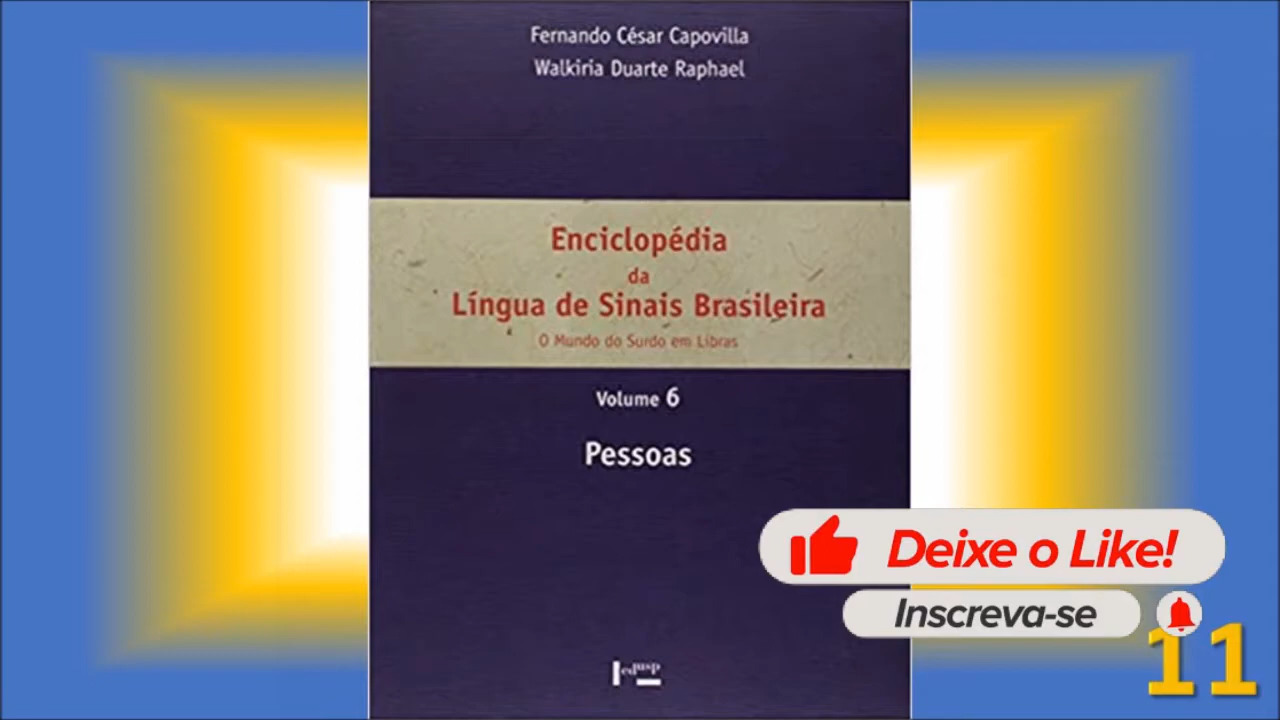 Fernando César Capovilla
Walkiria Duarte Raphael
Enciclopédia
da
Língua de Sinais Brasileira
O Mundo do Surdo em Libras
Volume 6
Pessoas
edusp
Deixe o Like!
Inscreva-se
11